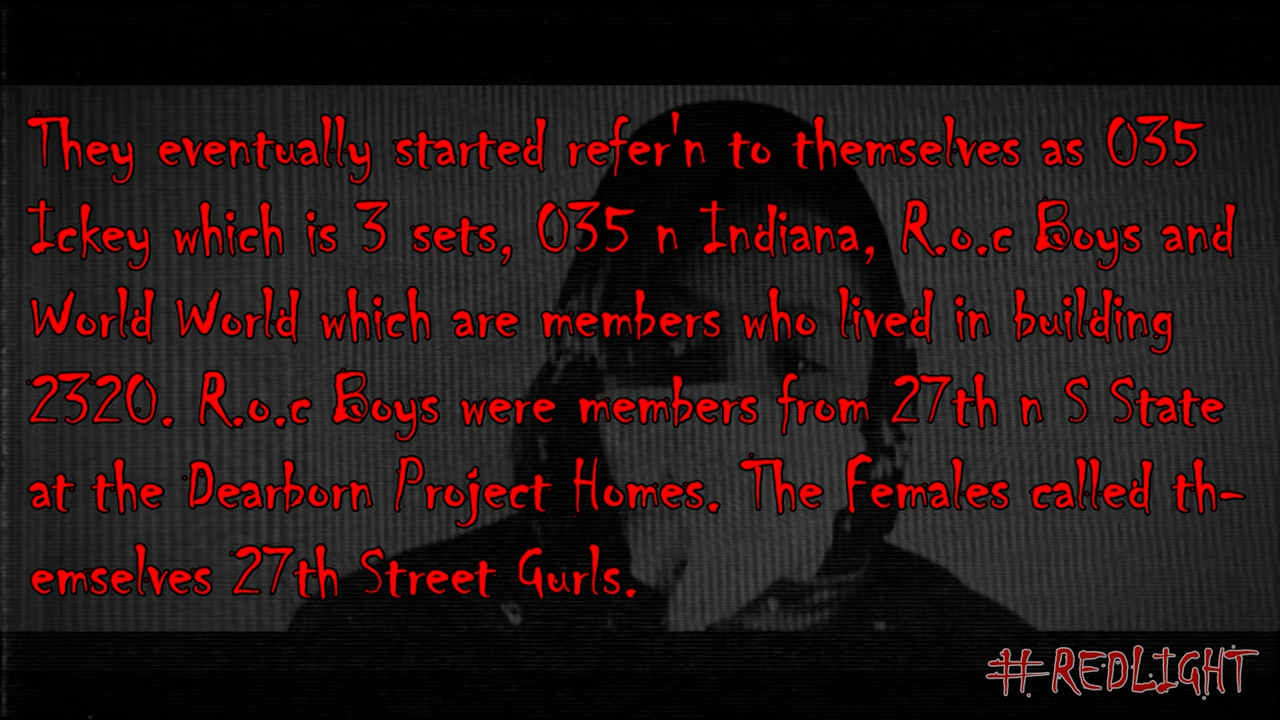 They eventually started refer'n to themselves as 035
Ickey which is 3 sets, 035 n Indiana, R.o.c Boys and
World World which are members who lived in building
2320. R.o.c Boys were members from 27th n S State
at the Dearborn Project Homes. The Females called th-
emselves 27th Street Gurls.
#REDLIGHT